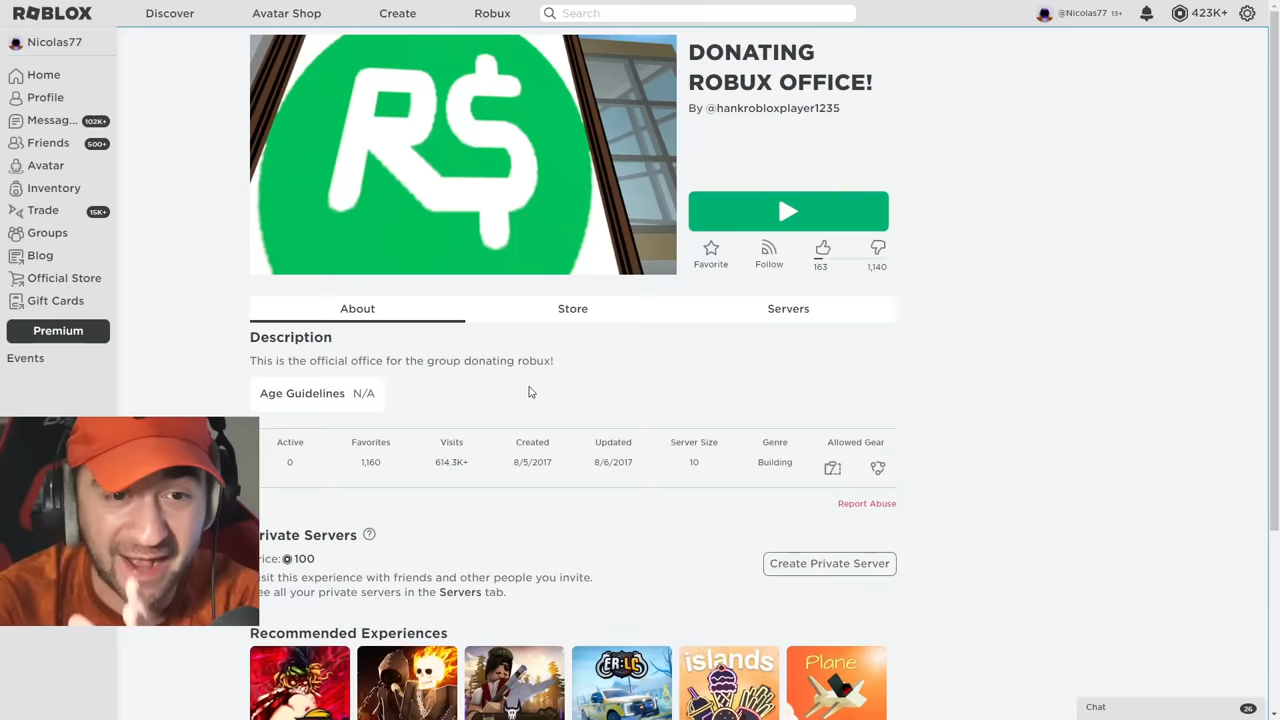 ROBLOX
Discover
Avatar Shop
Create
Robux
Search
@Nicolas77 13+
423K+
Nicolas77
Home
Profile
Messag... 102K+
Friends 500+
Avatar
Inventory
Trade 15K+
Groups
Blog
Official Store
Gift Cards
Premium
Events
R$
DONATING
ROBUX OFFICE!
By @hankrobloxplayer1235
Favorite
Follow
163
1,140
About
Store
Servers
Description
This is the official office for the group donating robux!
Age Guidelines N/A
Active Favorites Visits Created Updated Server Size Genre Allowed Gear
0 1,160 614.3K+ 8/5/2017 8/6/2017 10 Building
Report Abuse
rivate Servers
rice: 100
Create Private Server
isit this experience with friends and other people you invite.
ee all your private servers in the Servers tab.
Recommended Experiences
ER:LC
islands
Plane
Chat 26